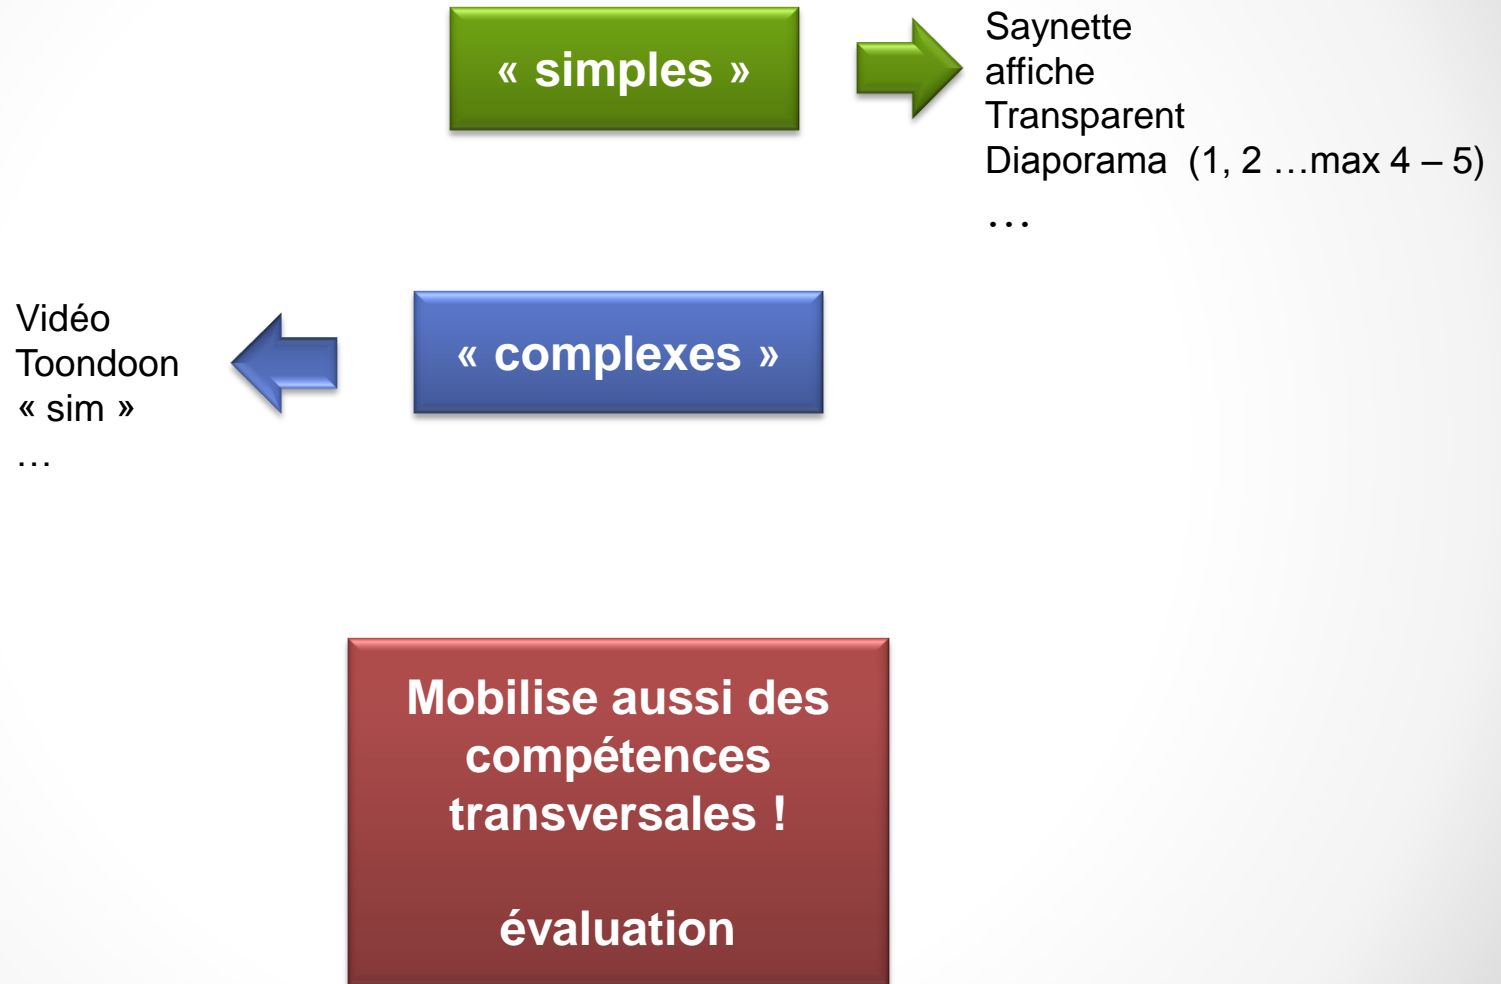 « simples »
Saynette
affiche
Transparent
Diaporama (1, 2 …max 4 – 5)
…
Vidéo
Toondoon
« sim »
…
« complexes »
Mobilise aussi des
compétences
transversales !
évaluation